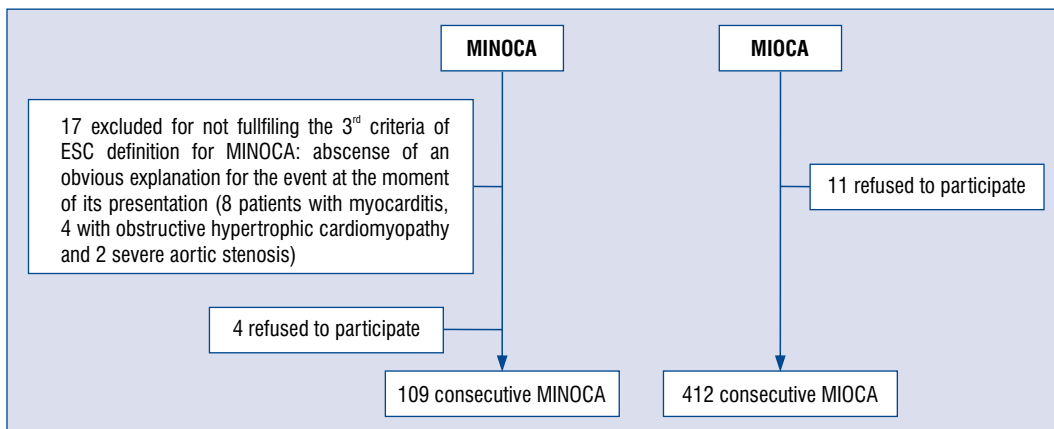 MINOCA
MIOCA
17 excluded for not fullfiling the 3rd criteria of
ESC definition for MINOCA: abscense of an
obvious explanation for the event at the moment
of its presentation (8 patients with myocarditis,
4 with obstructive hypertrophic cardiomyopathy
and 2 severe aortic stenosis)
11 refused to participate
4 refused to participate
109 consecutive MINOCA
412 consecutive MIOCA